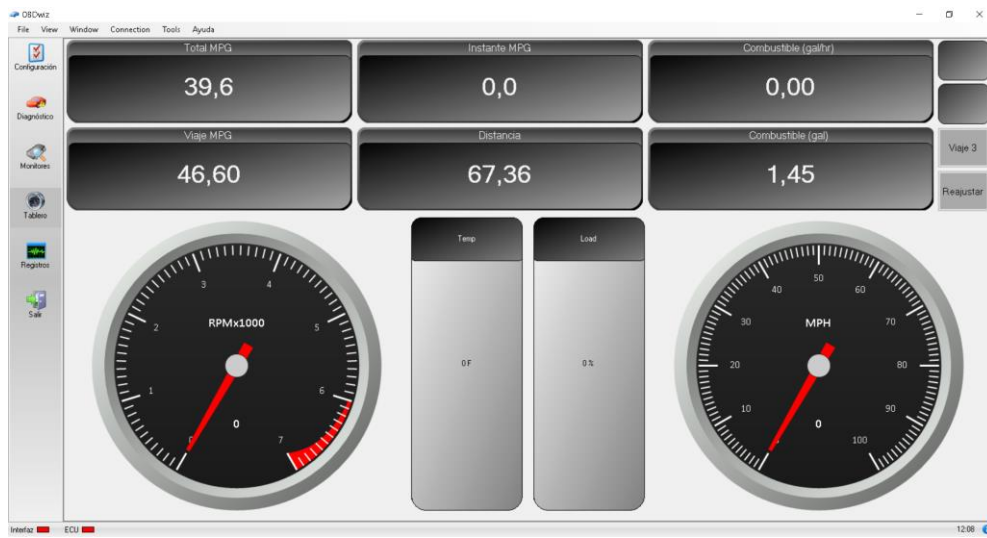 OBDwiz
File View Window Connection Tools Ayuda
Configuración
Diagnóstico
Monitores
Tablero
Registros
Salir
Total MPG
39,6
Instante MPG
0,0
Combustible (gal/hr)
0,00
Viaje MPG
46,60
Distancia
67,36
Combustible (gal)
1,45
Viaje 3
Reajustar
RPMx1000
0 1 2 3 4 5 6 7
0
Temp
0 F
Load
0 %
MPH
10 20 30 40 50 60 70 80 90 100
0
Interfaz ECU
12:08